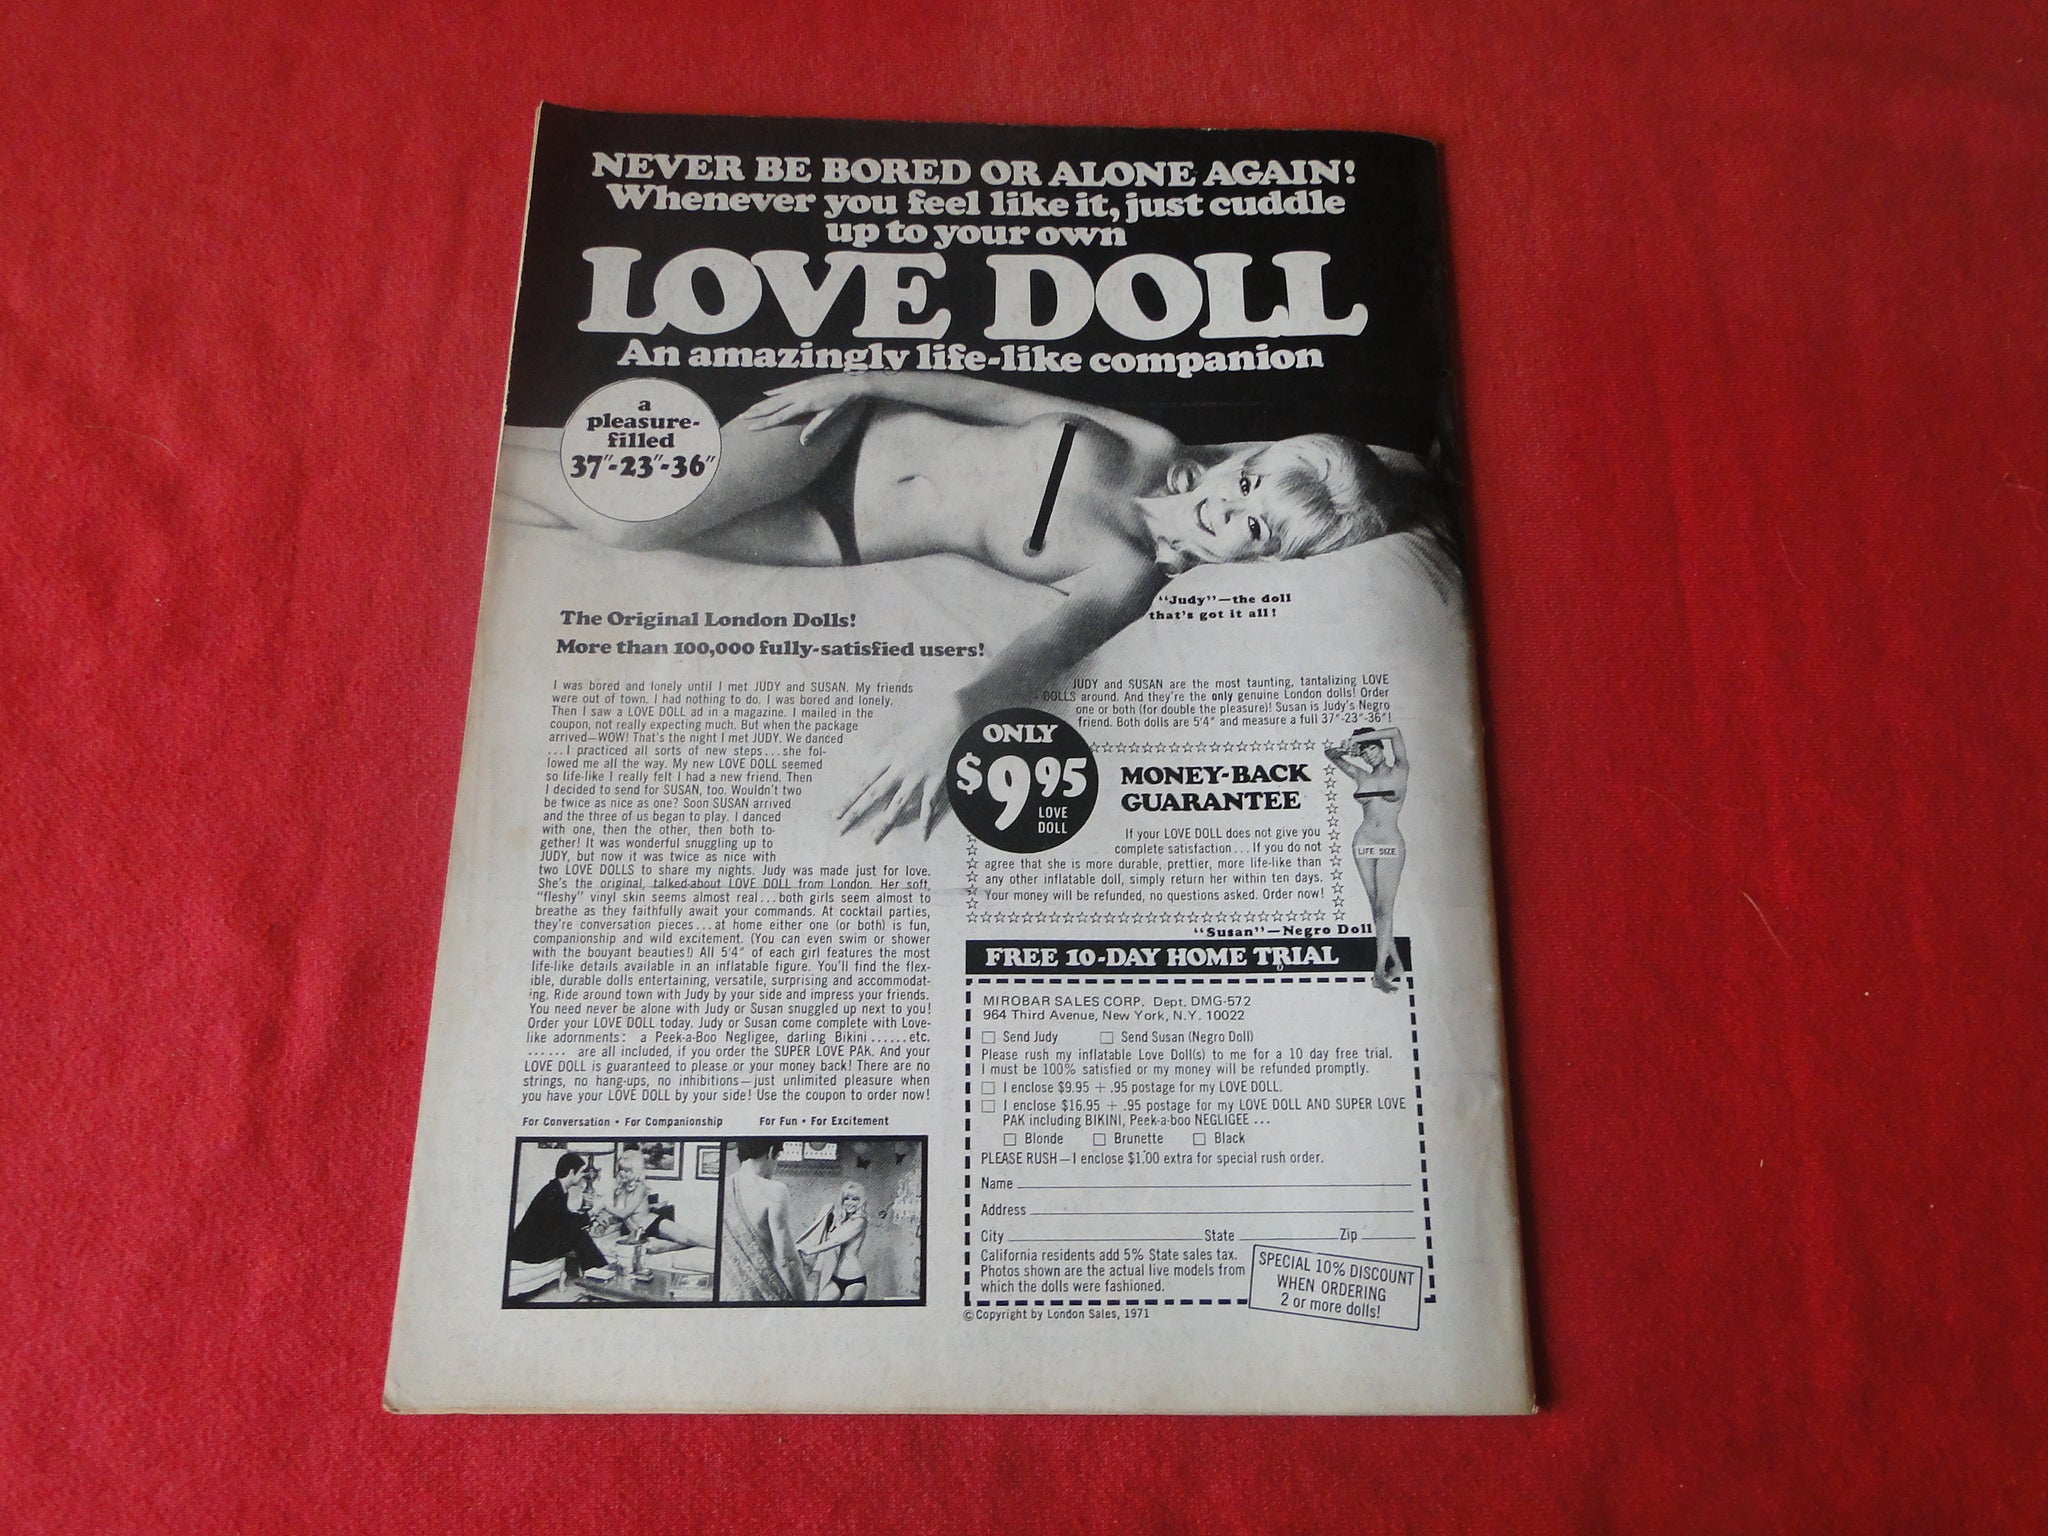 NEVER BE BORED OR ALONE AGAIN!
Whenever you feel like it, just cuddle
up to your own
LOVE DOLL
An amazingly life-like companion
a
pleasure-
filled
37"-23"-36"
"Judy"—the doll
that's got it all!
The Original London Dolls!
More than 100,000 fully-satisfied users!
I was bored and lonely until I met JUDY and SUSAN. My friends
were out of town. I had nothing to do. I was bored and lonely.
Then I saw a LOVE DOLL ad in a magazine. I mailed in the
coupon, not really expecting much. But when the package
arrived—WOW! That's the night I met JUDY. We danced
... I practiced all sorts of new steps ... she fol-
lowed me all the way. My new LOVE DOLL seemed
so life-like I really felt I had a new friend. Then
I decided to send for SUSAN, too. Wouldn't two
be twice as nice as one? Soon SUSAN arrived
and the three of us began to play. I danced
with one, then the other, then both to-
gether! It was wonderful snuggling up to
JUDY, but now it was twice as nice with
two LOVE DOLLS to share my nights. Judy was made just for love.
She's the original, talked-about LOVE DOLL from London. Her soft,
"fleshy" vinyl skin seems almost real ... both girls seem almost to
breathe as they faithfully await your commands. At cocktail parties,
they're conversation pieces ... at home either one (or both) is fun,
companionship and wild excitement. (You can even swim or shower
with the bouyant beauties!) All 5'4" of each girl features the most
life-like details available in an inflatable figure. You'll find the flex-
ible, durable dolls entertaining, versatile, surprising and accommodat-
ing. Ride around town with Judy by your side and impress your friends.
You need never be alone with Judy or Susan snuggled up next to you!
Order your LOVE DOLL today. Judy or Susan come complete with Love-
like adornments: a Peek-a-Boo Negligee, darling Bikini ...... etc.
...... are all included, if you order the SUPER LOVE PAK. And your
LOVE DOLL is guaranteed to please or your money back! There are no
strings, no hang-ups, no inhibitions—just unlimited pleasure when
you have your LOVE DOLL by your side! Use the coupon to order now!
For Conversation • For Companionship For Fun • For Excitement
JUDY and SUSAN are the most taunting, tantalizing LOVE
DOLLS around. And they're the only genuine London dolls! Order
one or both (for double the pleasure)! Susan is Judy's Negro
friend. Both dolls are 5'4" and measure a full 37"-23"-36"!
ONLY
$9.95
LOVE
DOLL
MONEY-BACK
GUARANTEE
If your LOVE DOLL does not give you
complete satisfaction ... If you do not
agree that she is more durable, prettier, more life-like than
any other inflatable doll, simply return her within ten days.
Your money will be refunded, no questions asked. Order now!
LIFE SIZE
"Susan"—Negro Doll
FREE 10-DAY HOME TRIAL
MIROBAR SALES CORP. Dept. DMG-572
964 Third Avenue, New York, N.Y. 10022
Send Judy Send Susan (Negro Doll)
Please rush my inflatable Love Doll(s) to me for a 10 day free trial.
I must be 100% satisfied or my money will be refunded promptly.
I enclose $9.95 + .95 postage for my LOVE DOLL.
I enclose $16.95 + .95 postage for my LOVE DOLL AND SUPER LOVE
PAK including BIKINI, Peek-a-boo NEGLIGEE ...
Blonde Brunette Black
PLEASE RUSH—I enclose $1.00 extra for special rush order.
Name
Address
City State Zip
California residents add 5% State sales tax.
Photos shown are the actual live models from
which the dolls were fashioned.
SPECIAL 10% DISCOUNT
WHEN ORDERING
2 or more dolls!
© Copyright by London Sales, 1971